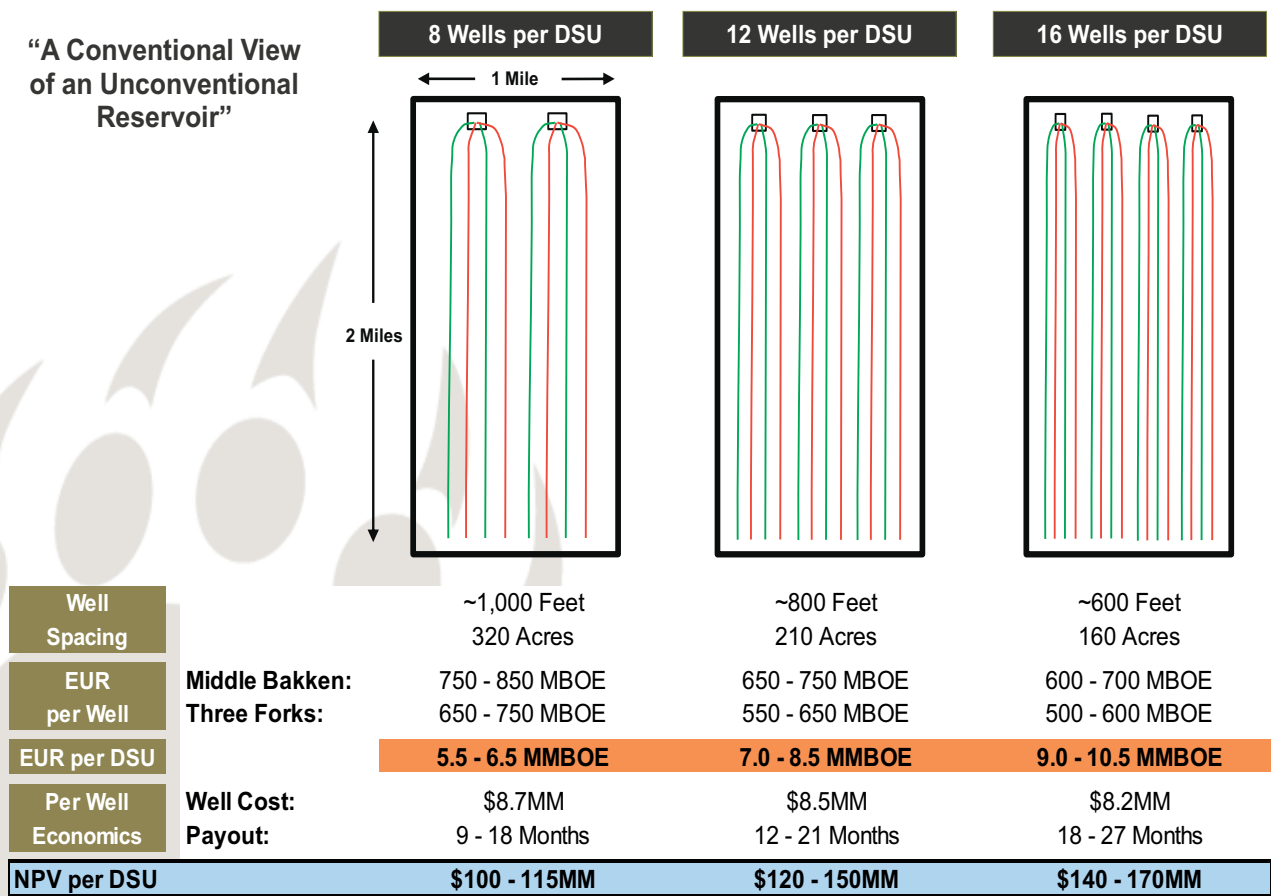 “A Conventional View
of an Unconventional
Reservoir”
8 Wells per DSU
12 Wells per DSU
16 Wells per DSU
1 Mile
2 Miles
Well
Spacing
~1,000 Feet
~800 Feet
~600 Feet
320 Acres
210 Acres
160 Acres
EUR
per Well
Middle Bakken:
750 - 850 MBOE
650 - 750 MBOE
600 - 700 MBOE
Three Forks:
650 - 750 MBOE
550 - 650 MBOE
500 - 600 MBOE
EUR per DSU
5.5 - 6.5 MMBOE
7.0 - 8.5 MMBOE
9.0 - 10.5 MMBOE
Per Well
Economics
Well Cost:
$8.7MM
$8.5MM
$8.2MM
Payout:
9 - 18 Months
12 - 21 Months
18 - 27 Months
NPV per DSU
$100 - 115MM
$120 - 150MM
$140 - 170MM